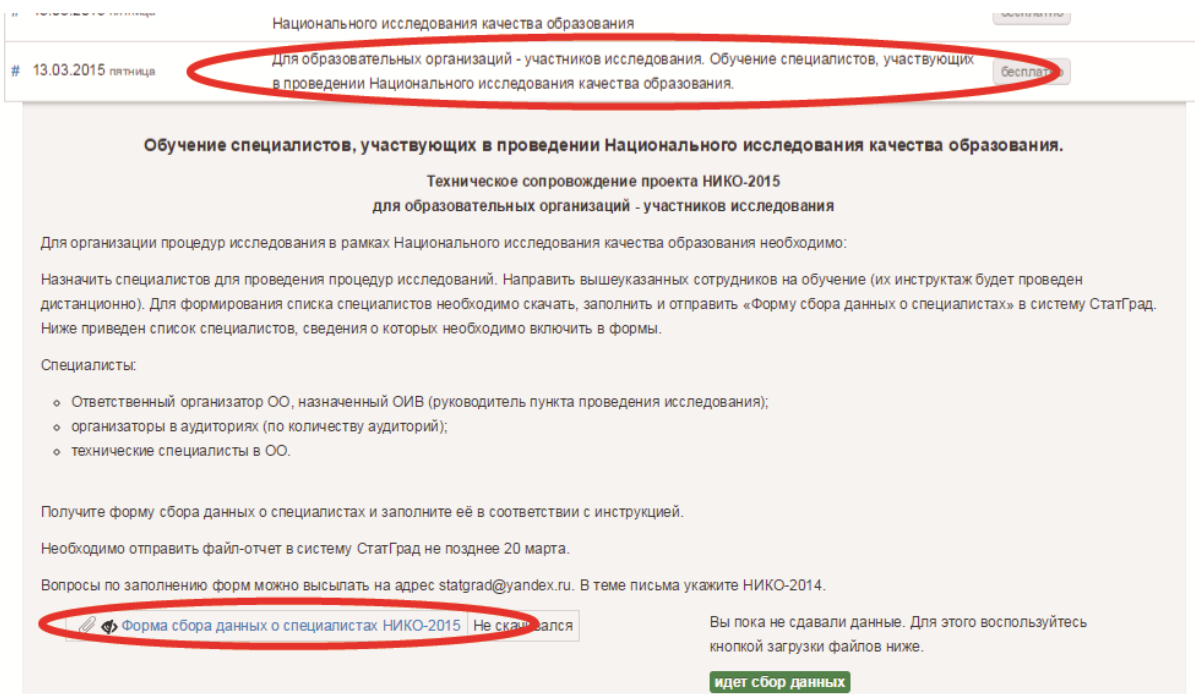 Национального исследования качества образования
# 13.03.2015 пятница
Для образовательных организаций - участников исследования. Обучение специалистов, участвующих
в проведении Национального исследования качества образования.
бесплатно
Обучение специалистов, участвующих в проведении Национального исследования качества образования.
Техническое сопровождение проекта НИКО-2015
для образовательных организаций - участников исследования
Для организации процедур исследования в рамках Национального исследования качества образования необходимо:
Назначить специалистов для проведения процедур исследований. Направить вышеуказанных сотрудников на обучение (их инструктаж будет проведен
дистанционно). Для формирования списка специалистов необходимо скачать, заполнить и отправить «Форму сбора данных о специалистах» в систему СтатГрад.
Ниже приведен список специалистов, сведения о которых необходимо включить в формы.
Специалисты:
Ответственный организатор ОО, назначенный ОИВ (руководитель пункта проведения исследования);
организаторы в аудиториях (по количеству аудиторий);
технические специалисты в ОО.
Получите форму сбора данных о специалистах и заполните её в соответствии с инструкцией.
Необходимо отправить файл-отчет в систему СтатГрад не позднее 20 марта.
Вопросы по заполнению форм можно высылать на адрес statgrad@yandex.ru. В теме письма укажите НИКО-2014.
Форма сбора данных о специалистах НИКО-2015 Не скачивался
Вы пока не сдавали данные. Для этого воспользуйтесь
кнопкой загрузки файлов ниже.
идет сбор данных